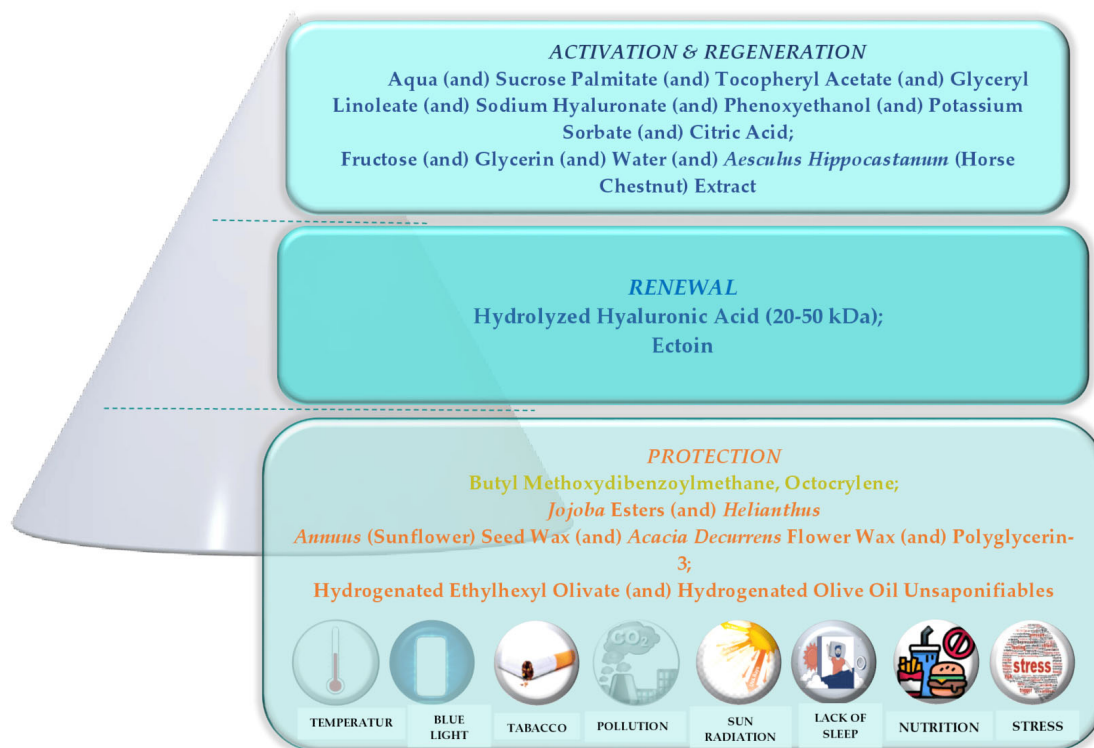 ACTIVATION & REGENERATION
Aqua (and) Sucrose Palmitate (and) Tocopheryl Acetate (and) Glyceryl
Linoleate (and) Sodium Hyaluronate (and) Phenoxyethanol (and) Potassium
Sorbate (and) Citric Acid;
Fructose (and) Glycerin (and) Water (and) Aesculus Hippocastanum (Horse
Chestnut) Extract
RENEWAL
Hydrolyzed Hyaluronic Acid (20-50 kDa);
Ectoin
PROTECTION
Butyl Methoxydibenzoylmethane, Octocrylene;
Jojoba Esters (and) Helianthus
Annuus (Sunflower) Seed Wax (and) Acacia Decurrens Flower Wax (and) Polyglycerin-
3;
Hydrogenated Ethylhexyl Olivate (and) Hydrogenated Olive Oil Unsaponifiables
CO2
stress
TEMPERATUR
BLUE
LIGHT
TABACCO
POLLUTION
SUN
RADIATION
LACK OF
SLEEP
NUTRITION
STRESS